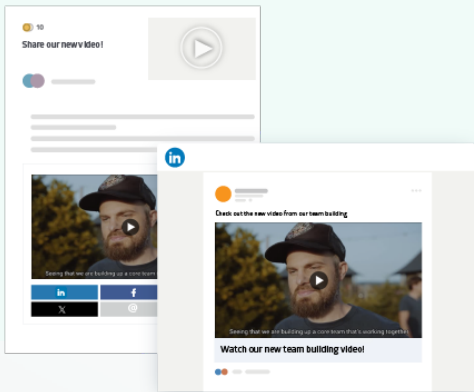 10
Share our new video!
Seeing that we are building up a core team
in f
X @
in
Check out the new video from our team building
Seeing that we are building up a core team that's working together
Watch our new team building video!